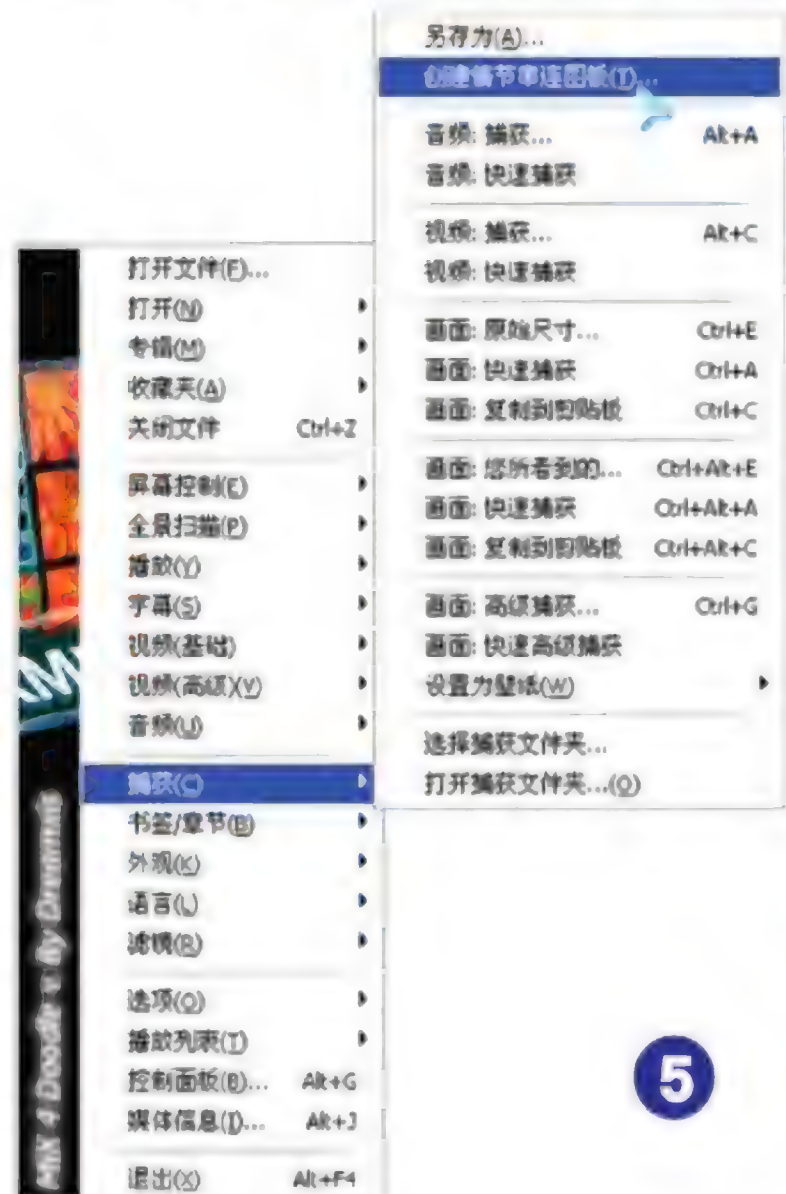 另存为(A)...
创建情节串连图板(T)...
音频: 捕获... Alt+A
音频: 快速捕获
视频: 捕获... Alt+C
视频: 快速捕获
画面: 原始尺寸... Ctrl+E
画面: 快速捕获 Ctrl+A
画面: 复制到剪贴板 Ctrl+C
画面: 您所看到的... Ctrl+Alt+E
画面: 快速捕获 Ctrl+Alt+A
画面: 复制到剪贴板 Ctrl+Alt+C
画面: 高级捕获... Ctrl+G
画面: 快速高级捕获
设置为壁纸(W)
选择捕获文件夹...
打开捕获文件夹...(O)
打开文件(F)...
打开(N)
专辑(M)
收藏夹(A)
关闭文件 Ctrl+Z
屏幕控制(E)
全景扫描(P)
播放(Y)
字幕(S)
视频(基础)
视频(高级)(V)
音频(U)
捕获(C)
书签/章节(B)
外观(K)
语言(L)
滤镜(R)
选项(O)
播放列表(T)
控制面板(B)... Alt+G
媒体信息(I)... Alt+J
退出(X) Alt+F4
5